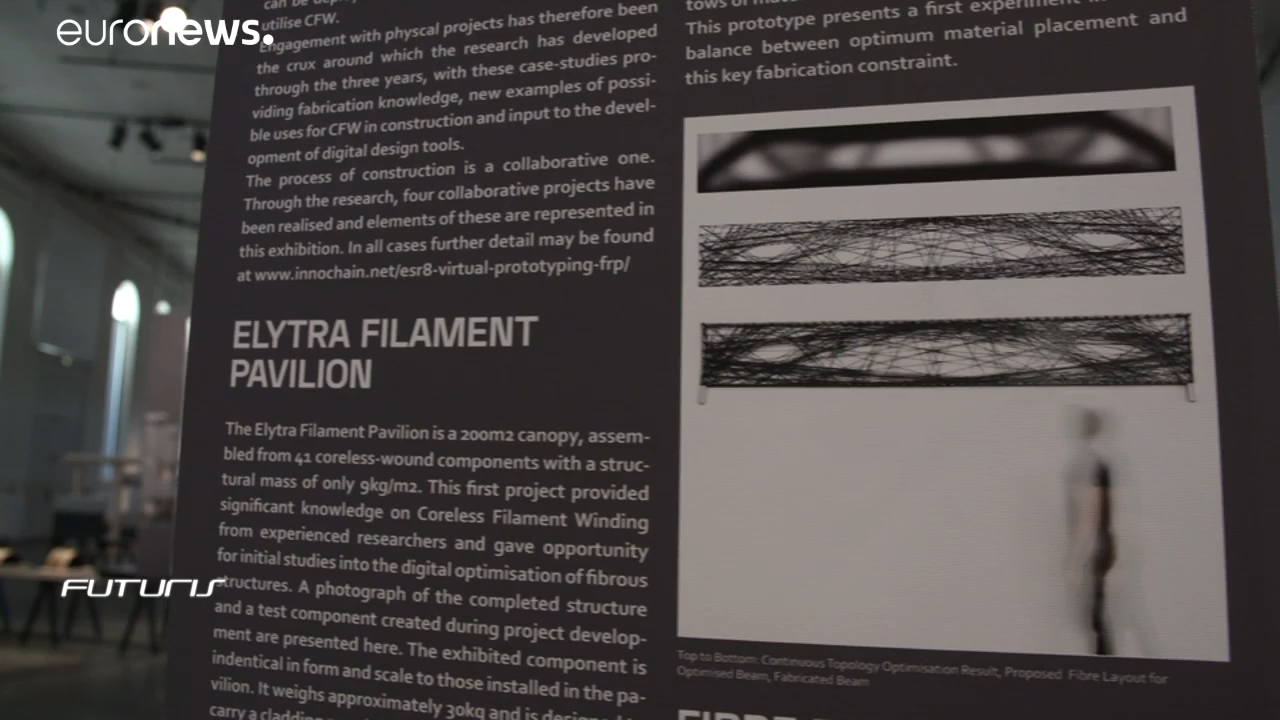 euronews.
can be
utilise CFW.
Engagement with physcal projects has therefore been
the crux around which the research has developed
through the three years, with these case-studies pro-
viding fabrication knowledge, new examples of possi-
ble uses for CFW in construction and input to the devel-
opment of digital design tools.
The process of construction is a collaborative one.
Through the research, four collaborative projects have
been realised and elements of these are represented in
this exhibition. In all cases further detail may be found
at www.innochain.net/esr8-virtual-prototyping-frp/
ELYTRA FILAMENT
PAVILION
The Elytra Filament Pavilion is a 200m2 canopy, assem-
bled from 41 coreless-wound components with a struc-
tural mass of only 9kg/m2. This first project provided
significant knowledge on Coreless Filament Winding
from experienced researchers and gave opportunity
for initial studies into the digital optimisation of fibrous
structures. A photograph of the completed structure
and a test component created during project develop-
ment are presented here. The exhibited component is
indentical in form and scale to those installed in the pa-
vilion. It weighs approximately 30kg and is
carry a
tows of
This prototype presents a first experiment
balance between optimum material placement and
this key fabrication constraint.
Top to Bottom: Continuous Topology Optimisation Result, Proposed Fibre Layout for
Optimised Beam, Fabricated Beam
FUTURIS